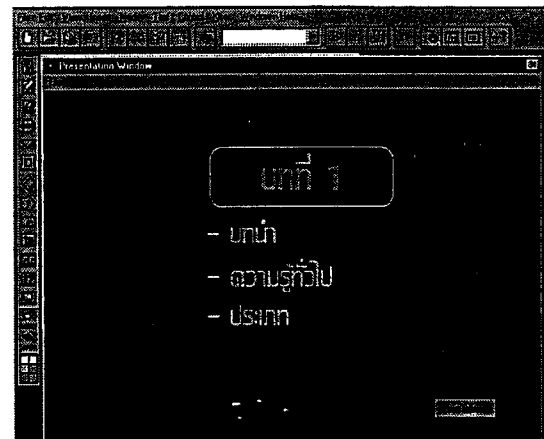 Presentation Window
บทที่ 1
- บทนำ
- ความรู้ทั่วไป
- ประเภท